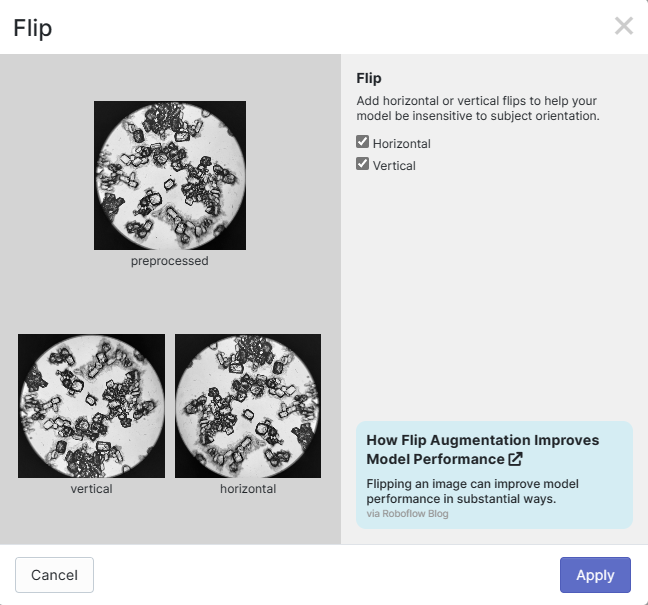 Flip
preprocessed
vertical
horizontal
Flip
Add horizontal or vertical flips to help your
model be insensitive to subject orientation.
Horizontal
Vertical
How Flip Augmentation Improves
Model Performance
Flipping an image can improve model
performance in substantial ways.
via Roboflow Blog
Cancel
Apply